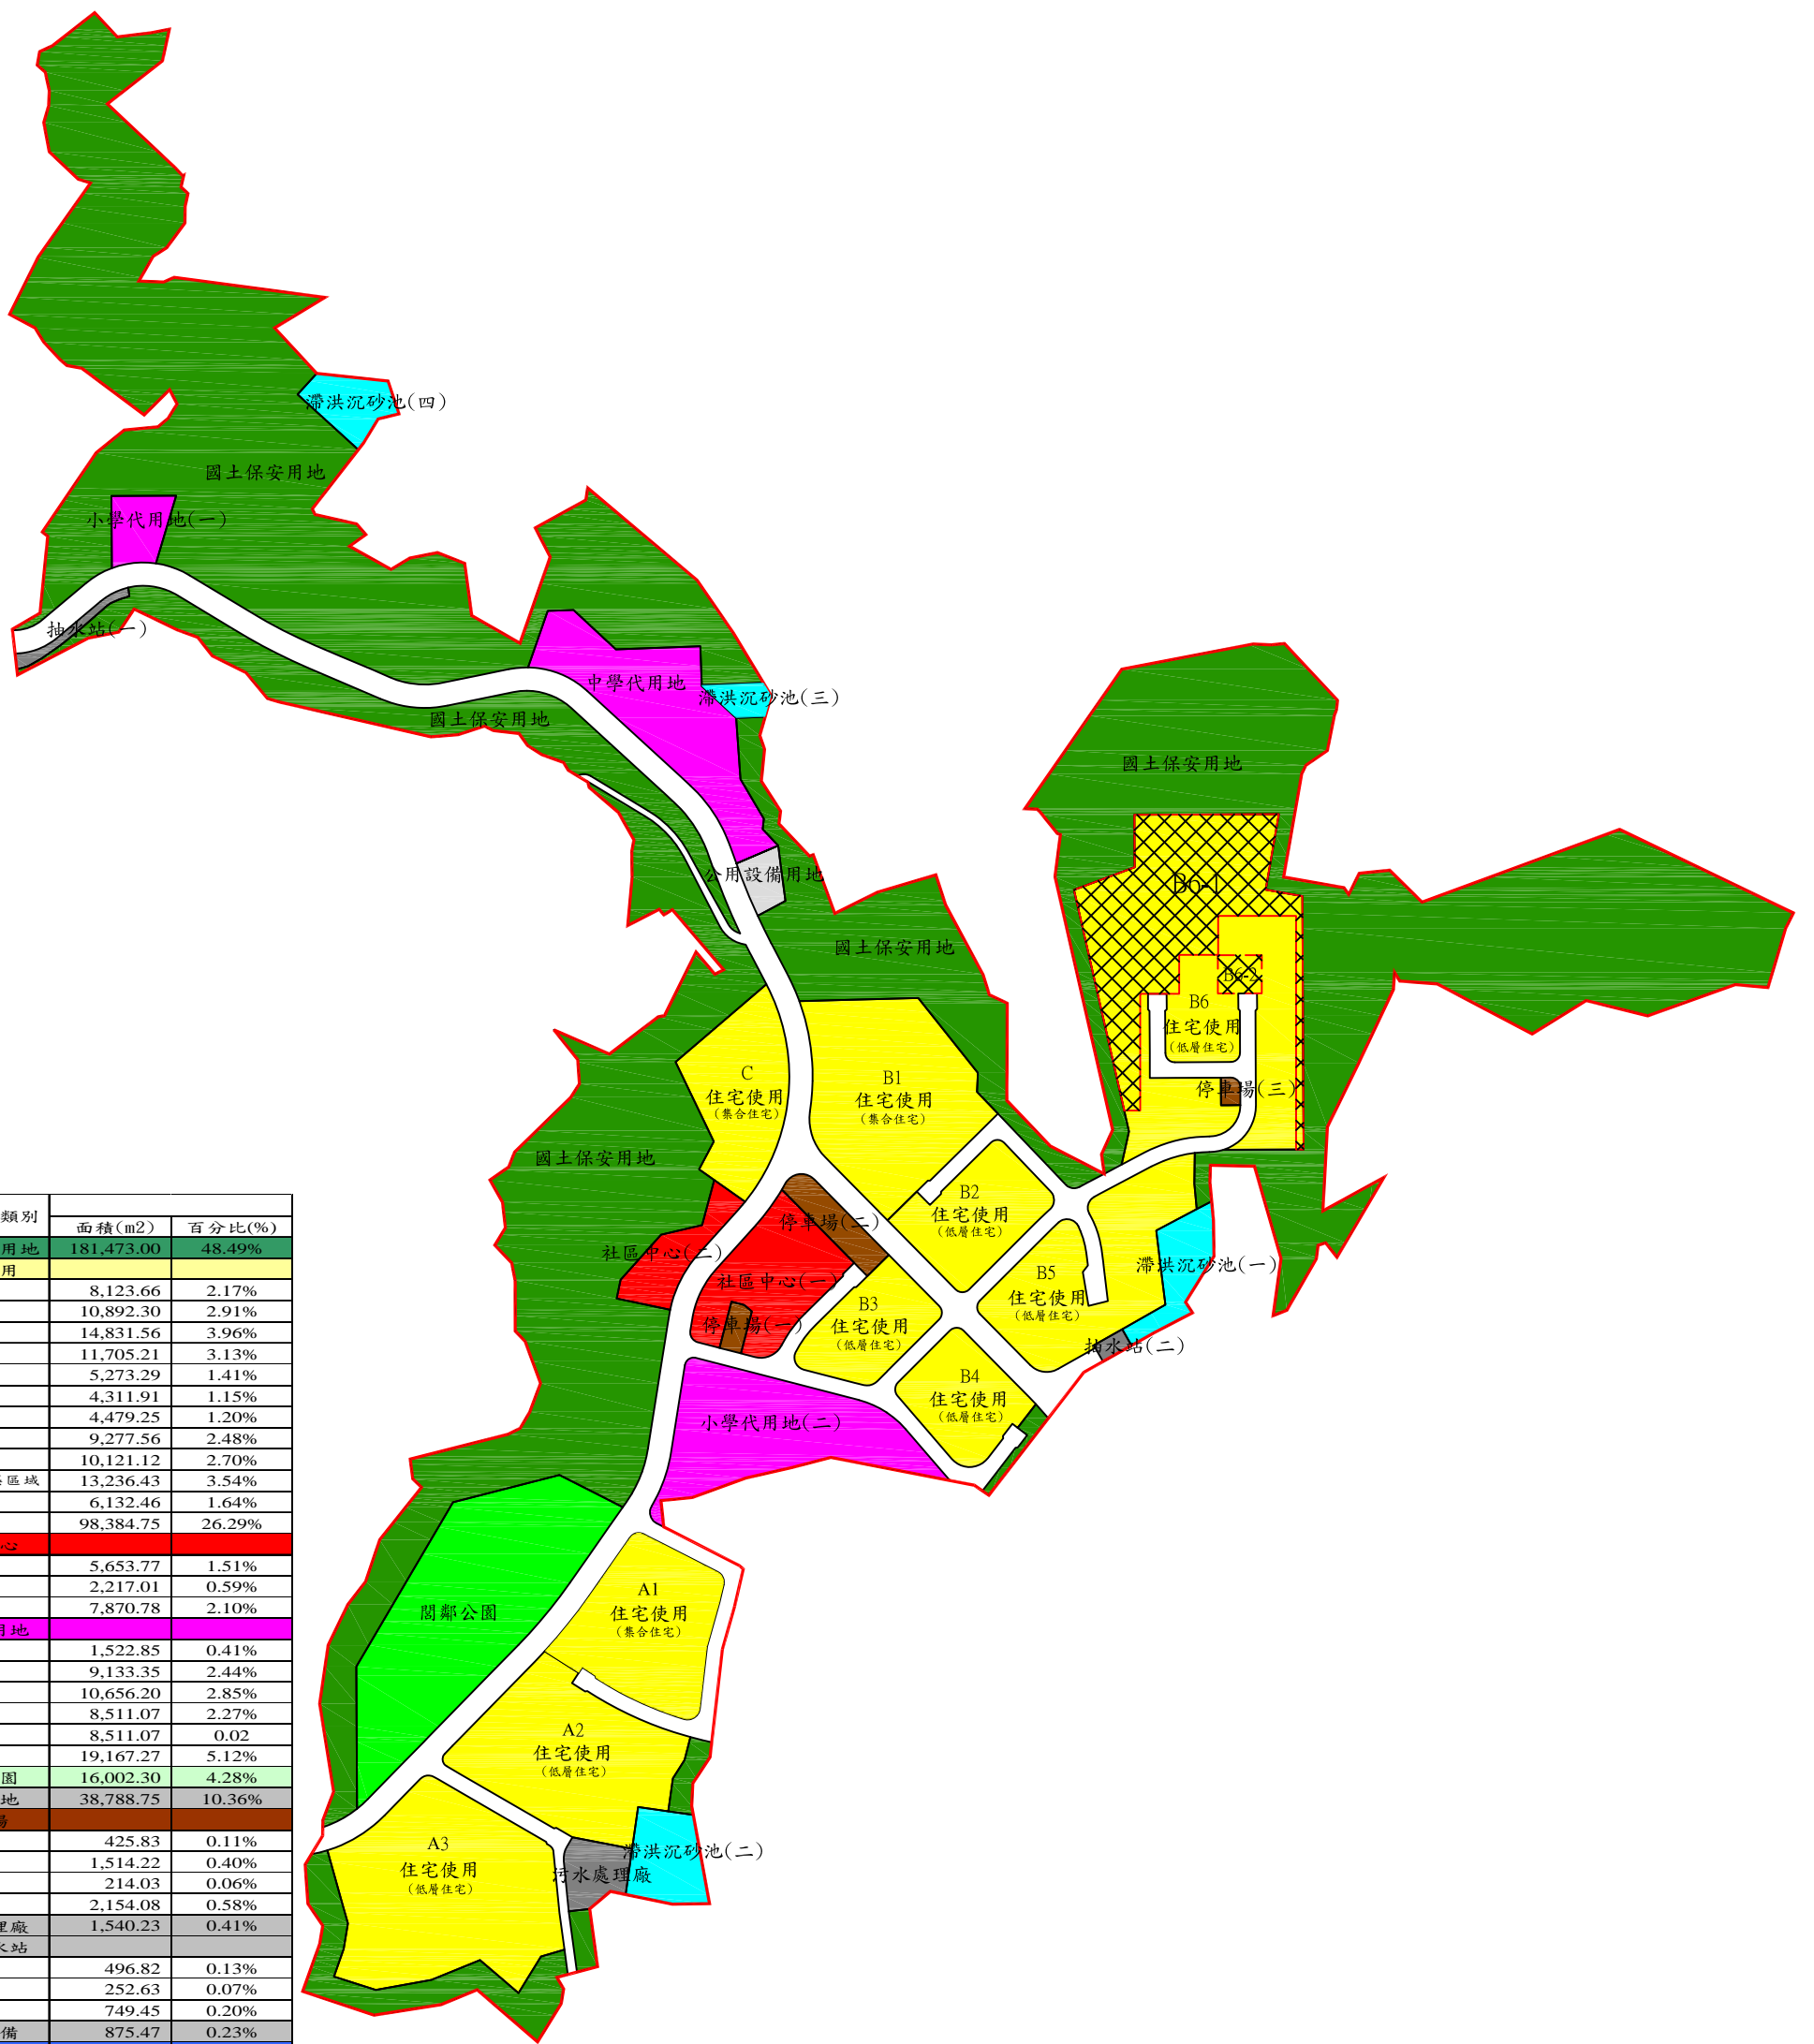 滯洪沉砂池(四)
國土保安用地
小學代用地(一)
抽水站(一)
中學代用地
滯洪沉砂池(三)
國土保安用地
國土保安用地
公用設備用地
B6-1
國土保安用地
B6-2
B6
住宅使用
(低層住宅)
停車場(三)
C
住宅使用
(集合住宅)
B1
住宅使用
(集合住宅)
國土保安用地
B2
住宅使用
(低層住宅)
停車場(二)
社區中心(二)
社區中心(一)
滯洪沉砂池(一)
B5
住宅使用
(低層住宅)
B3
住宅使用
(低層住宅)
停車場(一)
抽水站(二)
B4
住宅使用
(低層住宅)
小學代用地(二)
A1
住宅使用
(集合住宅)
閭鄰公園
A2
住宅使用
(低層住宅)
A3
住宅使用
(低層住宅)
滯洪沉砂池(二)
污水處理廠
類別
面積(m2) 百分比(%)
用地 181,473.00 48.49%
用
8,123.66 2.17%
10,892.30 2.91%
14,831.56 3.96%
11,705.21 3.13%
5,273.29 1.41%
4,311.91 1.15%
4,479.25 1.20%
9,277.56 2.48%
10,121.12 2.70%
區域 13,236.43 3.54%
6,132.46 1.64%
98,384.75 26.29%
心
5,653.77 1.51%
2,217.01 0.59%
7,870.78 2.10%
用地
1,522.85 0.41%
9,133.35 2.44%
10,656.20 2.85%
8,511.07 2.27%
8,511.07 0.02
19,167.27 5.12%
園 16,002.30 4.28%
地 38,788.75 10.36%
場
425.83 0.11%
1,514.22 0.40%
214.03 0.06%
2,154.08 0.58%
理廠 1,540.23 0.41%
水站
496.82 0.13%
252.63 0.07%
749.45 0.20%
備 875.47 0.23%